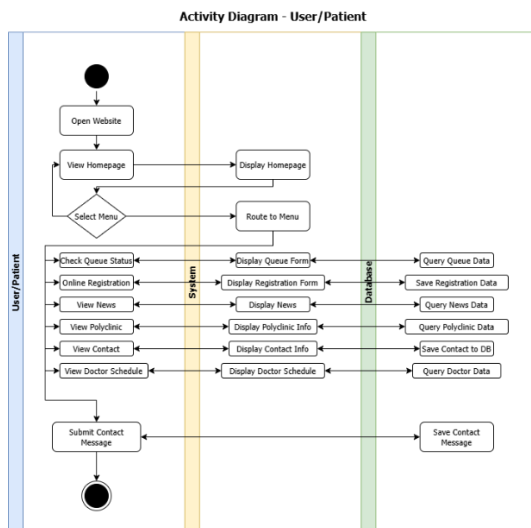 Activity Diagram - User/Patient
User/Patient
System
Database
Open Website
View Homepage
Display Homepage
Select Menu
Route to Menu
Check Queue Status
Display Queue Form
Query Queue Data
Online Registration
Display Registration Form
Save Registration Data
View News
Display News
Query News Data
View Polyclinic
Display Polyclinic Info
Query Polyclinic Data
View Contact
Display Contact Info
Save Contact to DB
View Doctor Schedule
Display Doctor Schedule
Query Doctor Data
Submit Contact
Message
Save Contact
Message